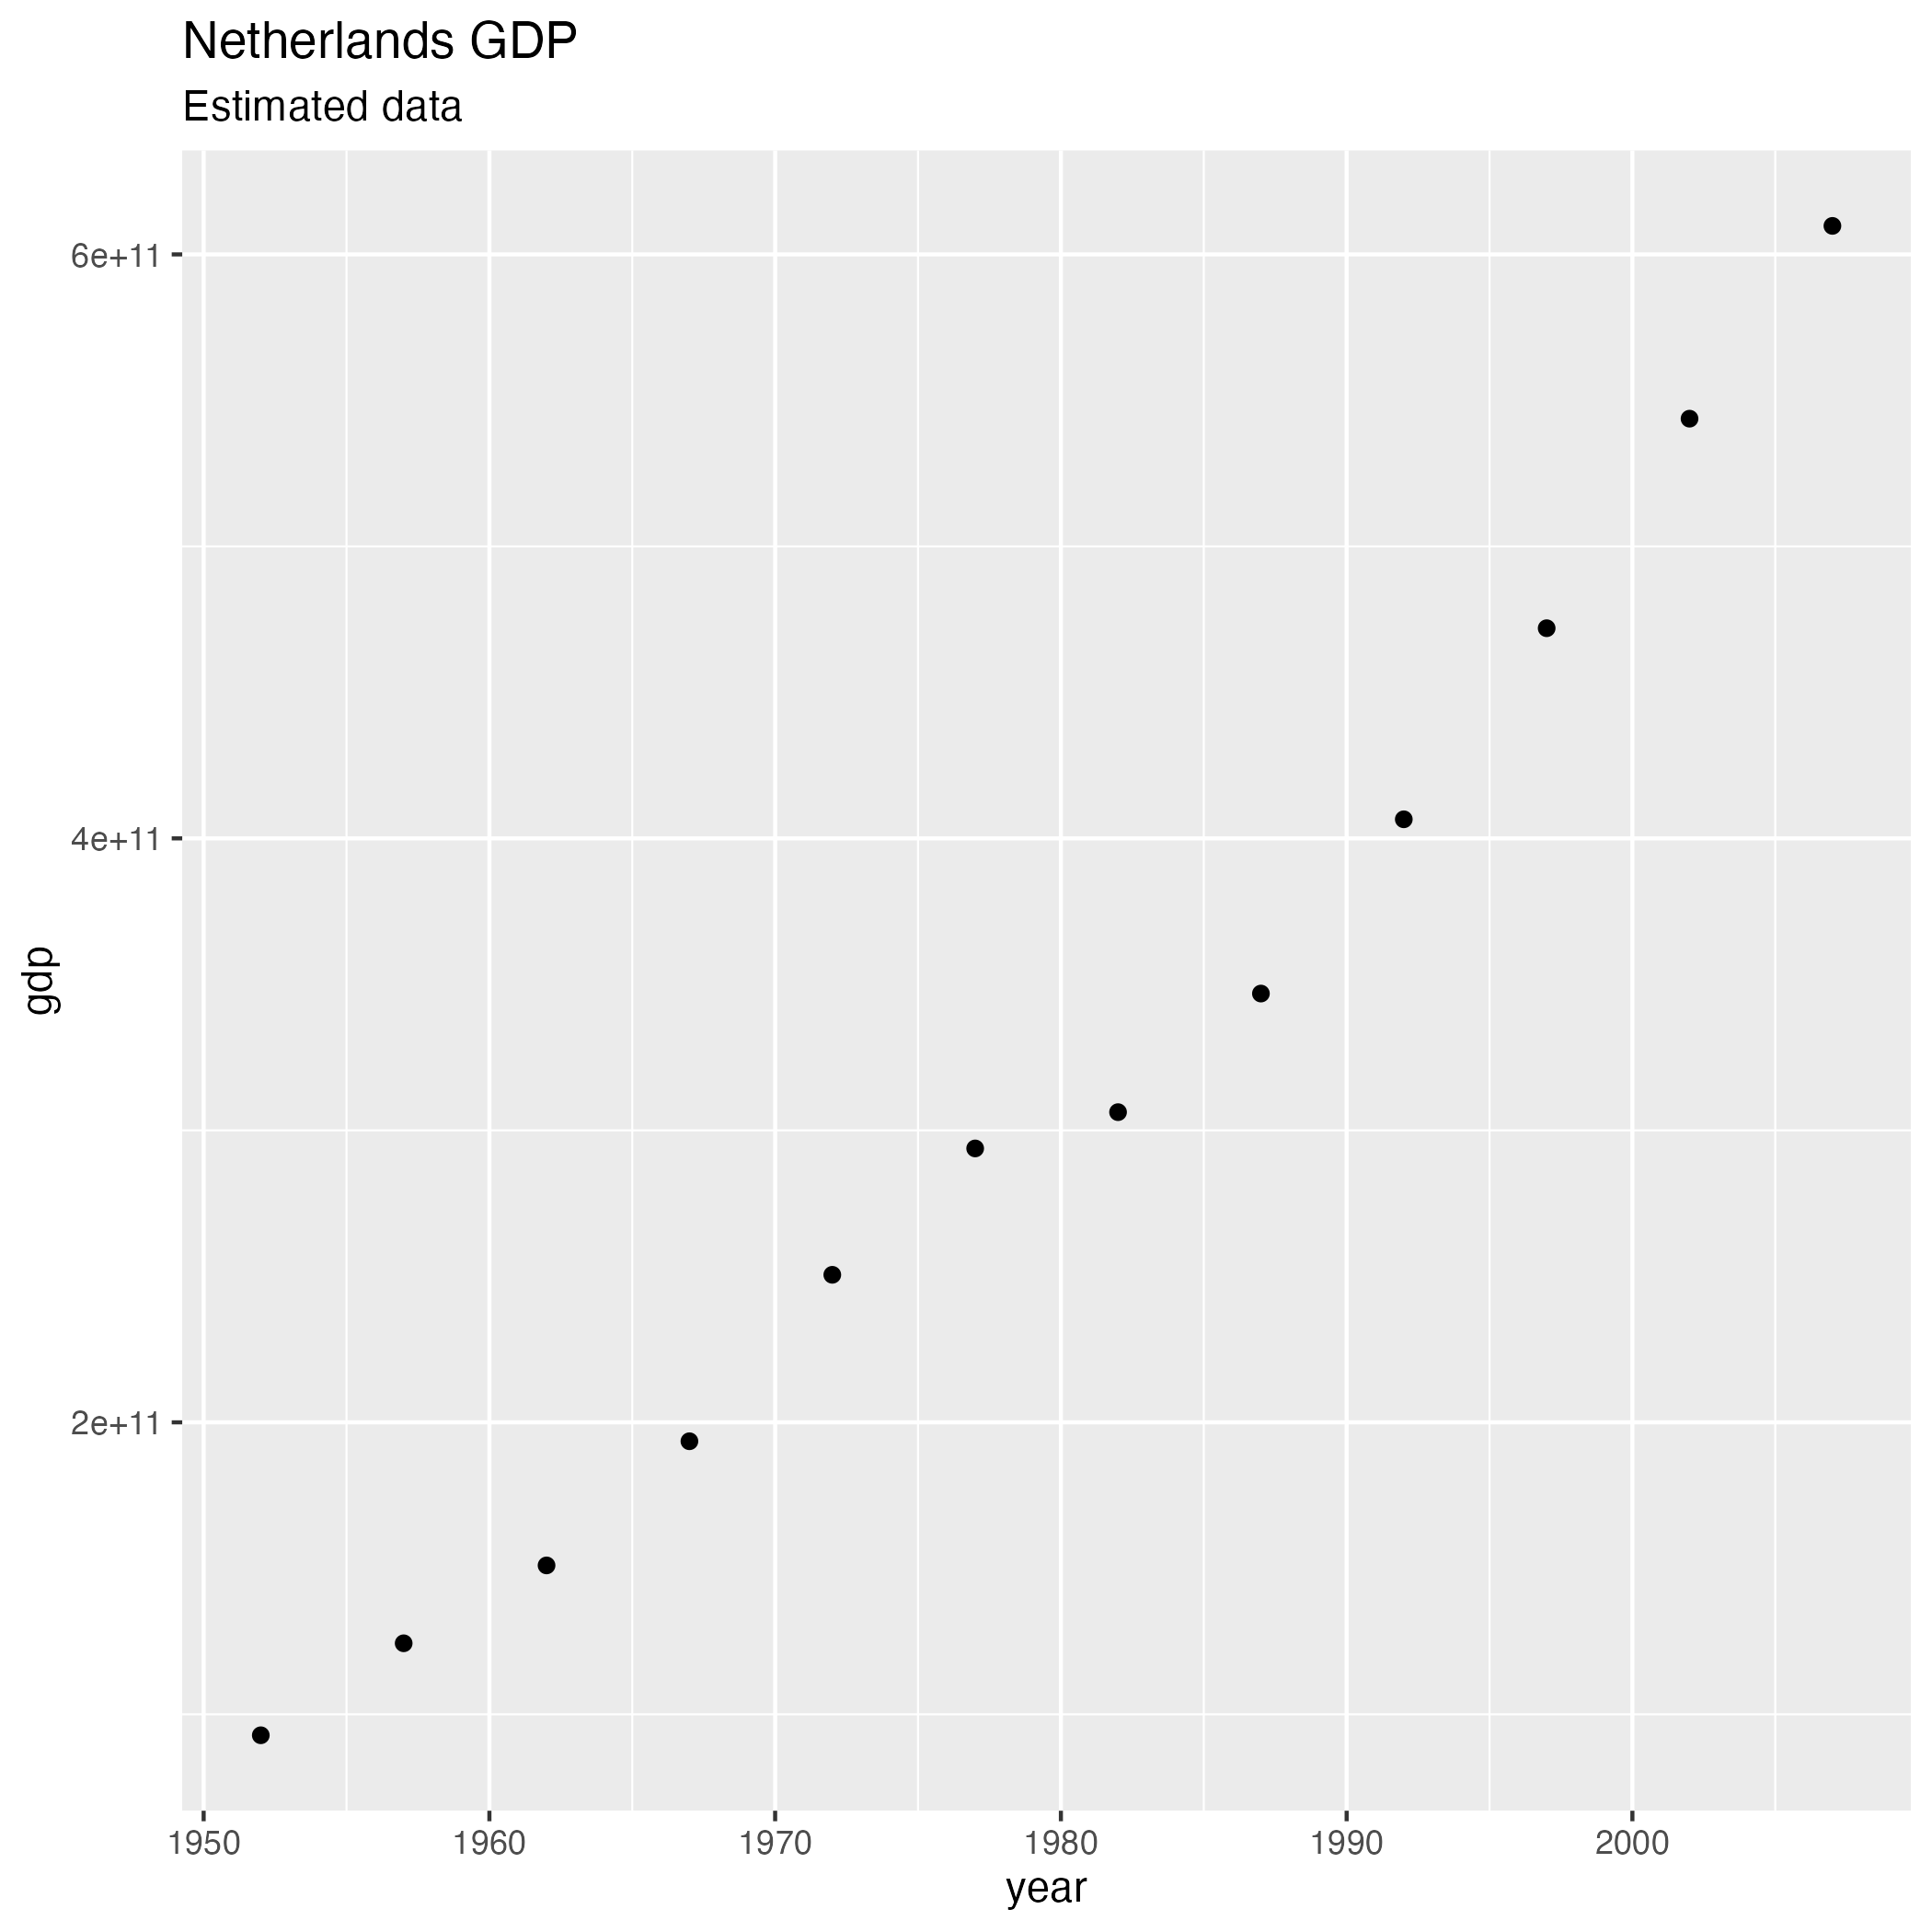 Netherlands GDP
Estimated data
6e+11
4e+11
2e+11
gdp
1950 1960 1970 1980 1990 2000
year